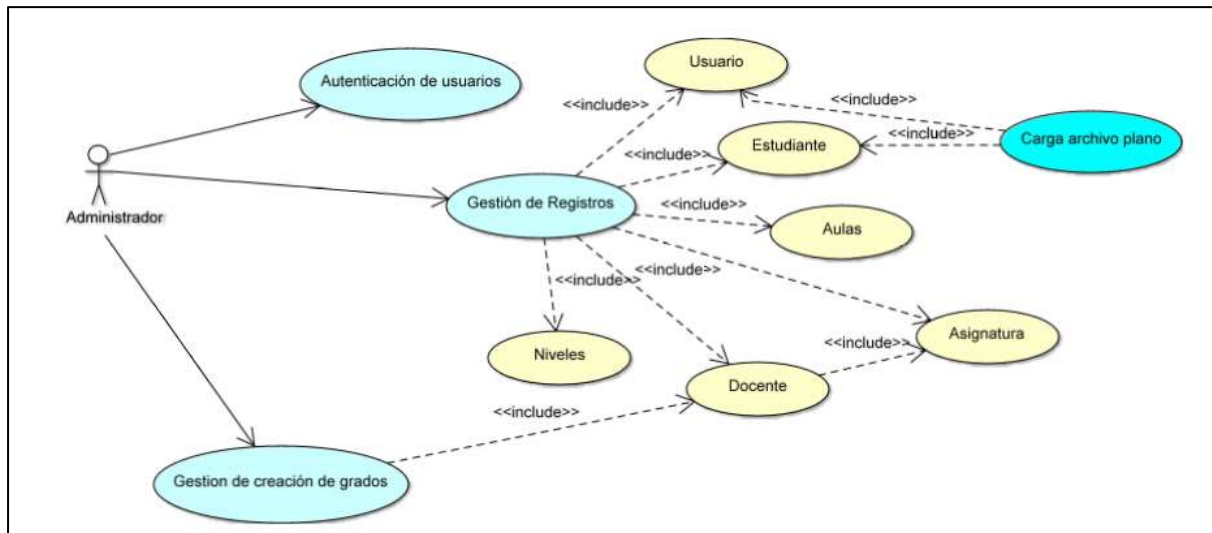 Usuario
Autenticación de usuarios
<<include>>
<<include>>
Carga archivo plano
<<include>>
Estudiante
<<include>>
Administrador
Gestión de Registros
<<include>>
Aulas
<<include>>
<<include>>
Asignatura
<<include>>
Niveles
Docente
<<include>>
Gestion de creación de grados